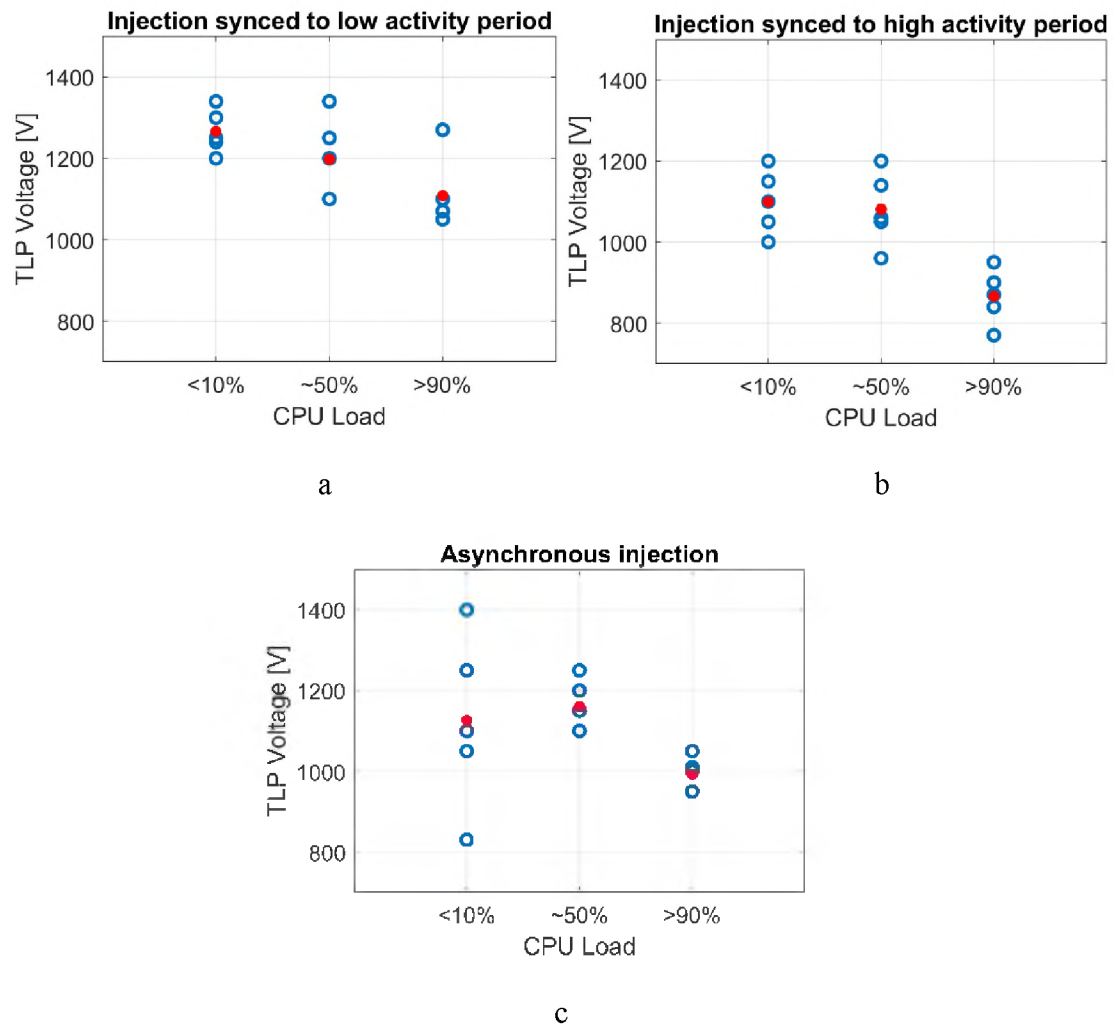 Injection synced to low activity period
1400
1200
1000
800
TLP Voltage [V]
<10% ~50% >90%
CPU Load
a
Injection synced to high activity period
1400
1200
1000
800
TLP Voltage [V]
<10% ~50% >90%
CPU Load
b
Asynchronous injection
1400
1200
1000
800
TLP Voltage [V]
<10% ~50% >90%
CPU Load
c